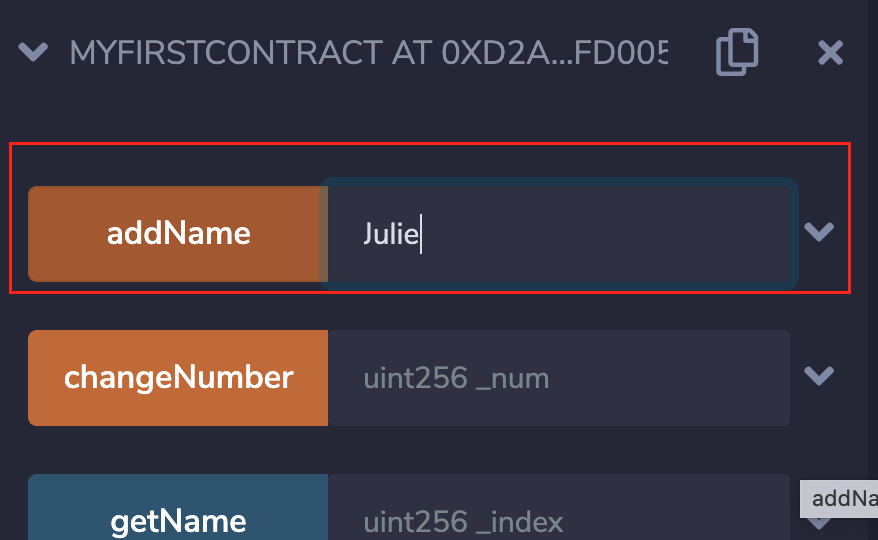 MYFIRSTCONTRACT AT 0XD2A...FD005
addName
Julie
changeNumber
uint256 _num
getName
uint256 _index
addNa